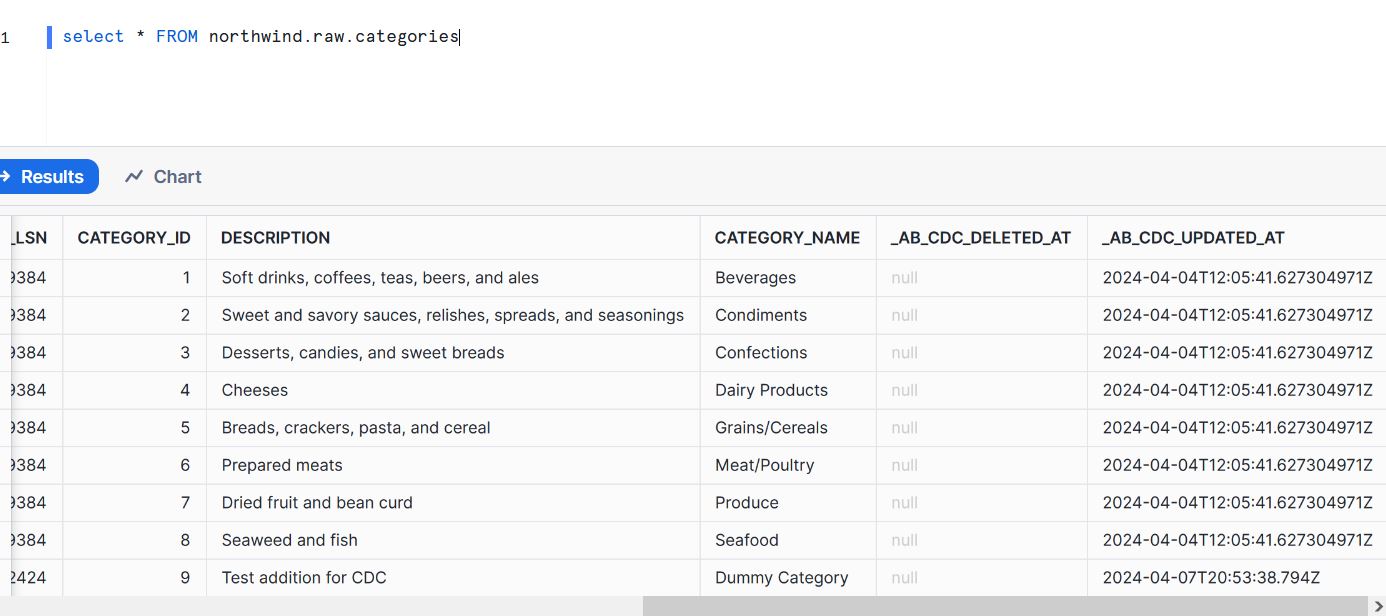 1 select * FROM northwind.raw.categories
Results Chart
_LSN CATEGORY_ID DESCRIPTION CATEGORY_NAME _AB_CDC_DELETED_AT _AB_CDC_UPDATED_AT
9384 1 Soft drinks, coffees, teas, beers, and ales Beverages null 2024-04-04T12:05:41.627304971Z
9384 2 Sweet and savory sauces, relishes, spreads, and seasonings Condiments null 2024-04-04T12:05:41.627304971Z
9384 3 Desserts, candies, and sweet breads Confections null 2024-04-04T12:05:41.627304971Z
9384 4 Cheeses Dairy Products null 2024-04-04T12:05:41.627304971Z
9384 5 Breads, crackers, pasta, and cereal Grains/Cereals null 2024-04-04T12:05:41.627304971Z
9384 6 Prepared meats Meat/Poultry null 2024-04-04T12:05:41.627304971Z
9384 7 Dried fruit and bean curd Produce null 2024-04-04T12:05:41.627304971Z
9384 8 Seaweed and fish Seafood null 2024-04-04T12:05:41.627304971Z
2424 9 Test addition for CDC Dummy Category null 2024-04-07T20:53:38.794Z